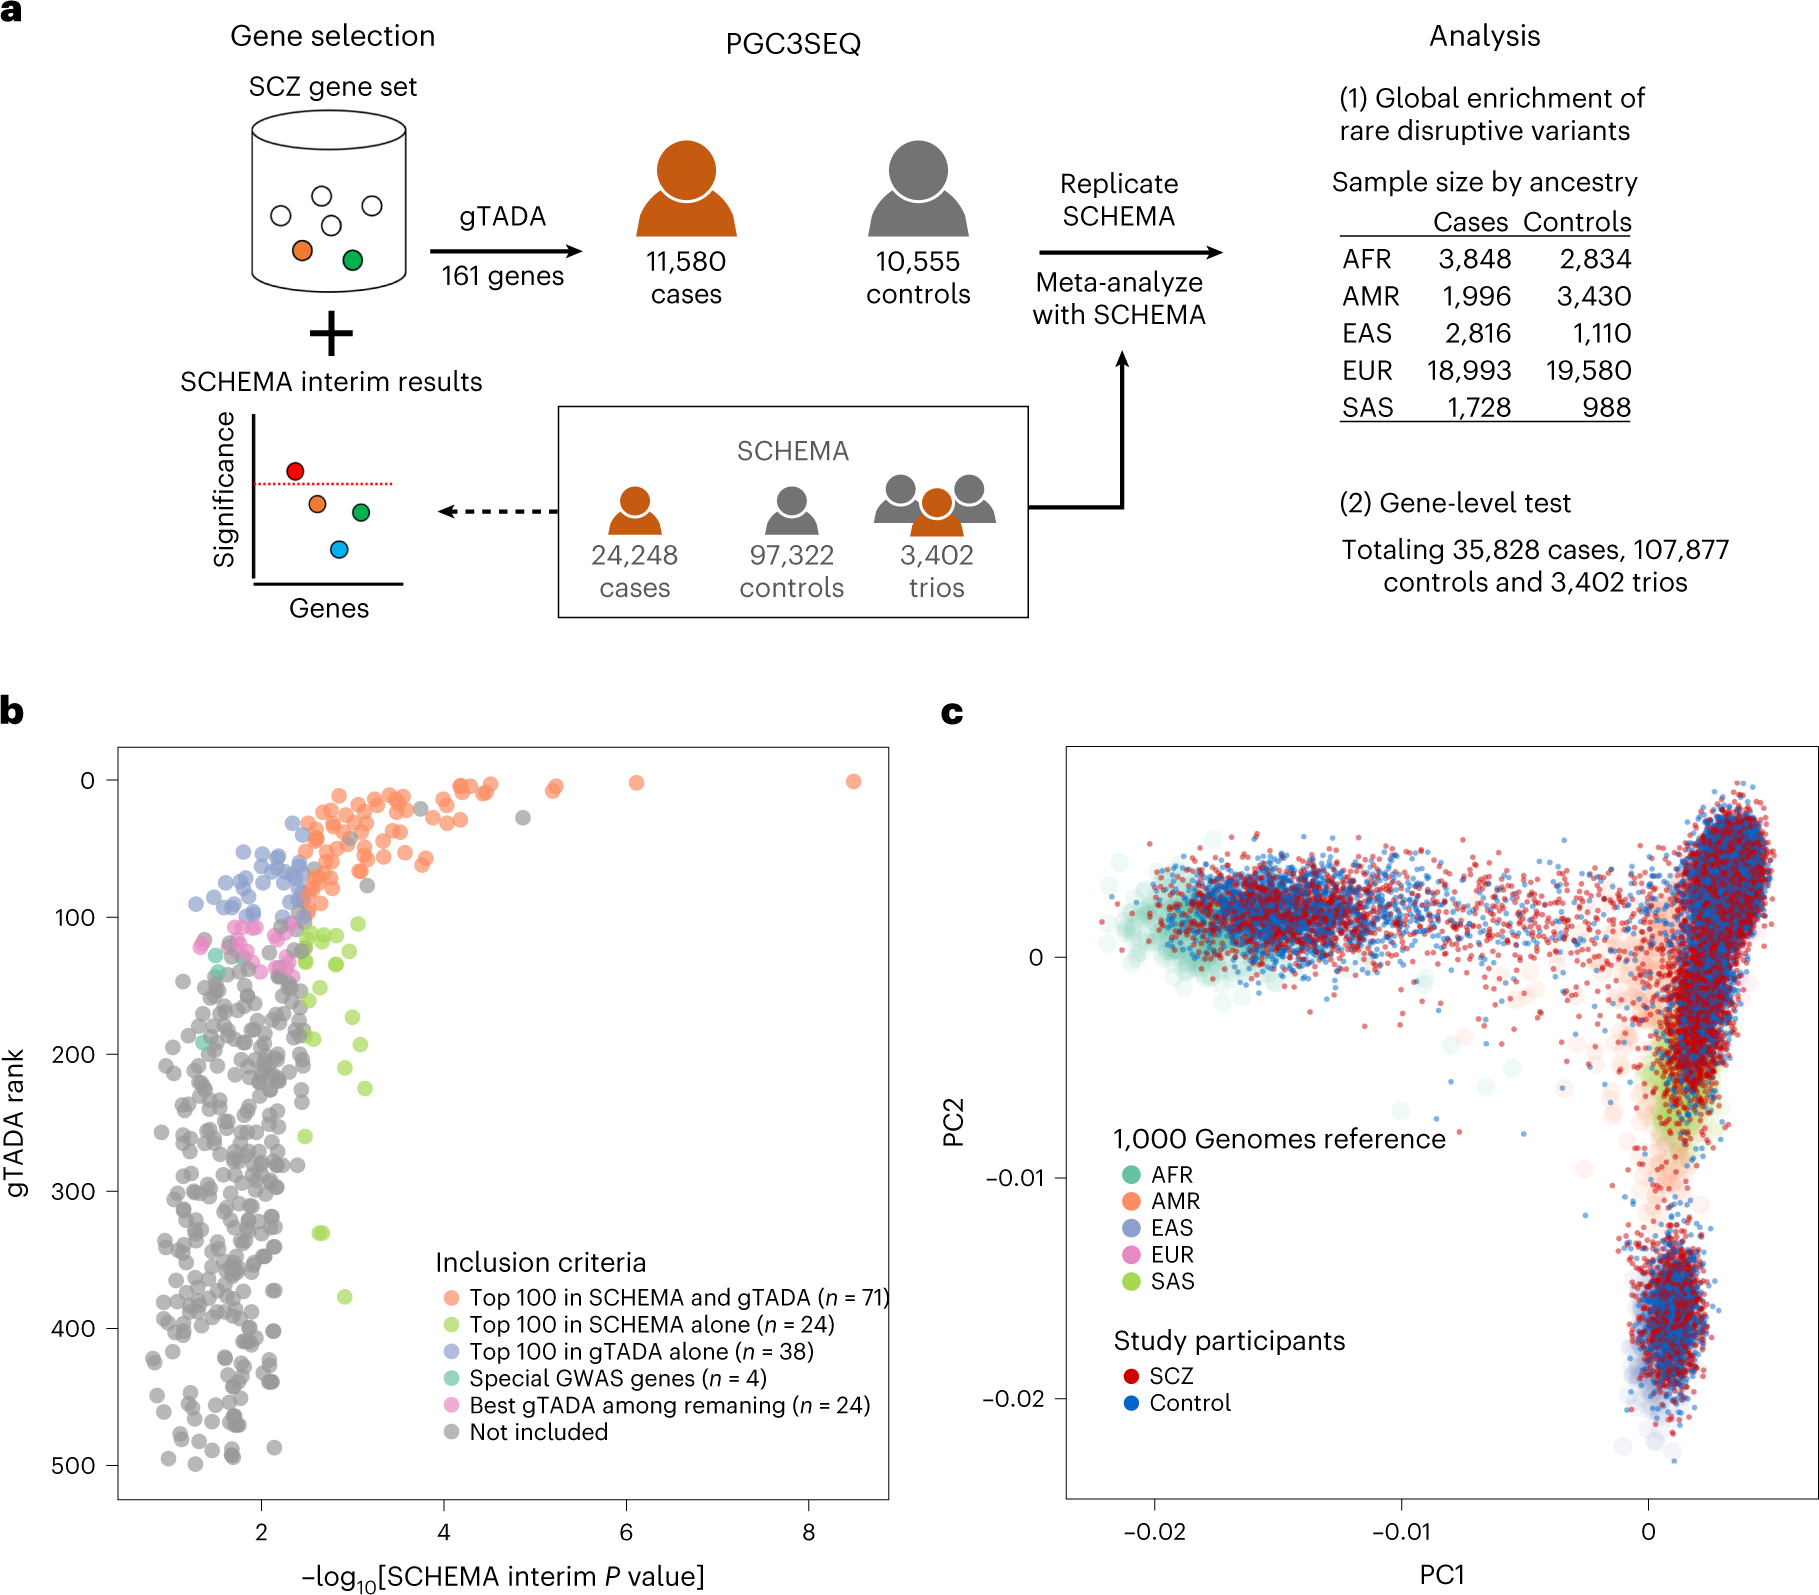 a
Gene selection
SCZ gene set
gTADA
161 genes
SCHEMA interim results
Significance
Genes
PGC3SEQ
11,580
cases
10,555
controls
SCHEMA
24,248
cases
97,322
controls
3,402
trios
Replicate
SCHEMA
Meta-analyze
with SCHEMA
Analysis
(1) Global enrichment of
rare disruptive variants
Sample size by ancestry
Cases Controls
AFR 3,848 2,834
AMR 1,996 3,430
EAS 2,816 1,110
EUR 18,993 19,580
SAS 1,728 988
(2) Gene-level test
Totaling 35,828 cases, 107,877
controls and 3,402 trios
b
gTADA rank
0
100
200
300
400
500
Inclusion criteria
Top 100 in SCHEMA and gTADA (n = 71)
Top 100 in SCHEMA alone (n = 24)
Top 100 in gTADA alone (n = 38)
Special GWAS genes (n = 4)
Best gTADA among remaning (n = 24)
Not included
2 4 6 8
−log10[SCHEMA interim P value]
c
PC2
0
−0.01
−0.02
1,000 Genomes reference
AFR
AMR
EAS
EUR
SAS
Study participants
SCZ
Control
−0.02 −0.01 0
PC1